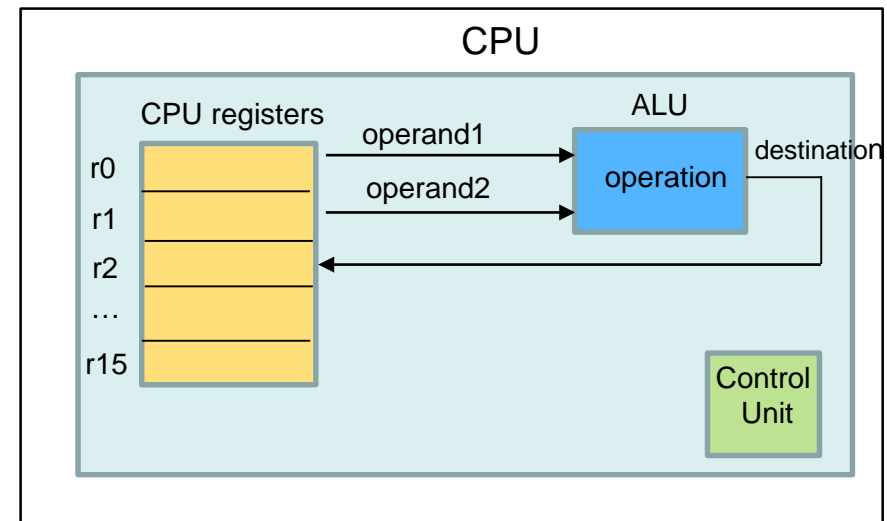 CPU
CPU registers
ALU
operand1
destination
r0
operation
operand2
r1
r2
…
r15
Control
Unit